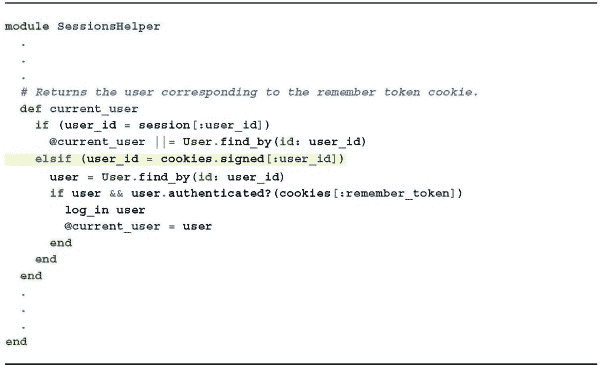 module SessionsHelper
  .
  .
  .
  # Returns the user corresponding to the remember token cookie.
  def current_user
    if (user_id = session[:user_id])
      @current_user ||= User.find_by(id: user_id)
    elsif (user_id = cookies.signed[:user_id])
      user = User.find_by(id: user_id)
      if user && user.authenticated?(cookies[:remember_token])
        log_in user
        @current_user = user
      end
    end
  end
  .
  .
  .
end